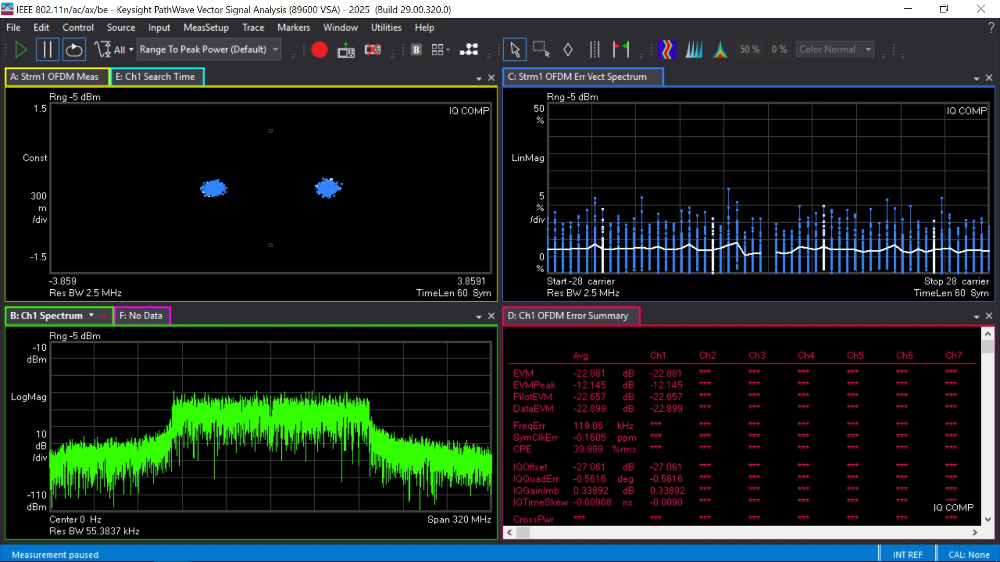 IEEE 802.11n/ac/ax/be - Keysight PathWave Vector Signal Analysis (89600 VSA) - 2025 (Build 29.00.320.0)
File Edit Control Source Input MeasSetup Trace Markers Window Utilities Help ?
All Range To Peak Power (Default) B 50 % 0 % Color Normal
A: Strm1 OFDM Meas E: Ch1 Search Time
Rng -5 dBm
1.5
IQ COMP
Const
300
m
/div
-1.5
-3.859 3.8591
Res BW 2.5 MHz TimeLen 60 Sym
C: Strm1 OFDM Err Vect Spectrum
Rng -5 dBm
50
%
IQ COMP
LinMag
5
%
/div
0
%
Start -28 carrier Stop 28 carrier
Res BW 2.5 MHz TimeLen 60 Sym
B: Ch1 Spectrum F: No Data
Rng -5 dBm
-10
dBm
LogMag
10
dB
/div
-110
dBm
Center 0 Hz Span 320 MHz
Res BW 55.3837 kHz
D: Ch1 OFDM Error Summary
Avg Ch1 Ch2 Ch3 Ch4 Ch5 Ch6 Ch7
EVM -22.881 dB -22.881 *** *** *** *** *** ***
EVMPeak -12.145 dB -12.145 *** *** *** *** *** ***
PilotEVM -22.657 dB -22.657 *** *** *** *** *** ***
DataEVM -22.899 dB -22.899 *** *** *** *** *** ***
FreqErr 119.06 kHz *** *** *** *** *** *** ***
SymClkErr -0.1605 ppm *** *** *** *** *** *** ***
CPE 39.999 %rms *** *** *** *** *** *** ***
IQOffset -27.061 dB -27.061 *** *** *** *** *** ***
IQQuadErr -0.5616 deg -0.5616 *** *** *** *** *** ***
IQGainImb 0.33892 dB 0.33892 *** *** *** *** *** ***
IQTimeSkew -0.00908 ns -0.0090 *** *** *** *** *** ***
IQ COMP
CrossPwr *** *** *** *** *** *** *** ***
Measurement paused INT REF CAL: None